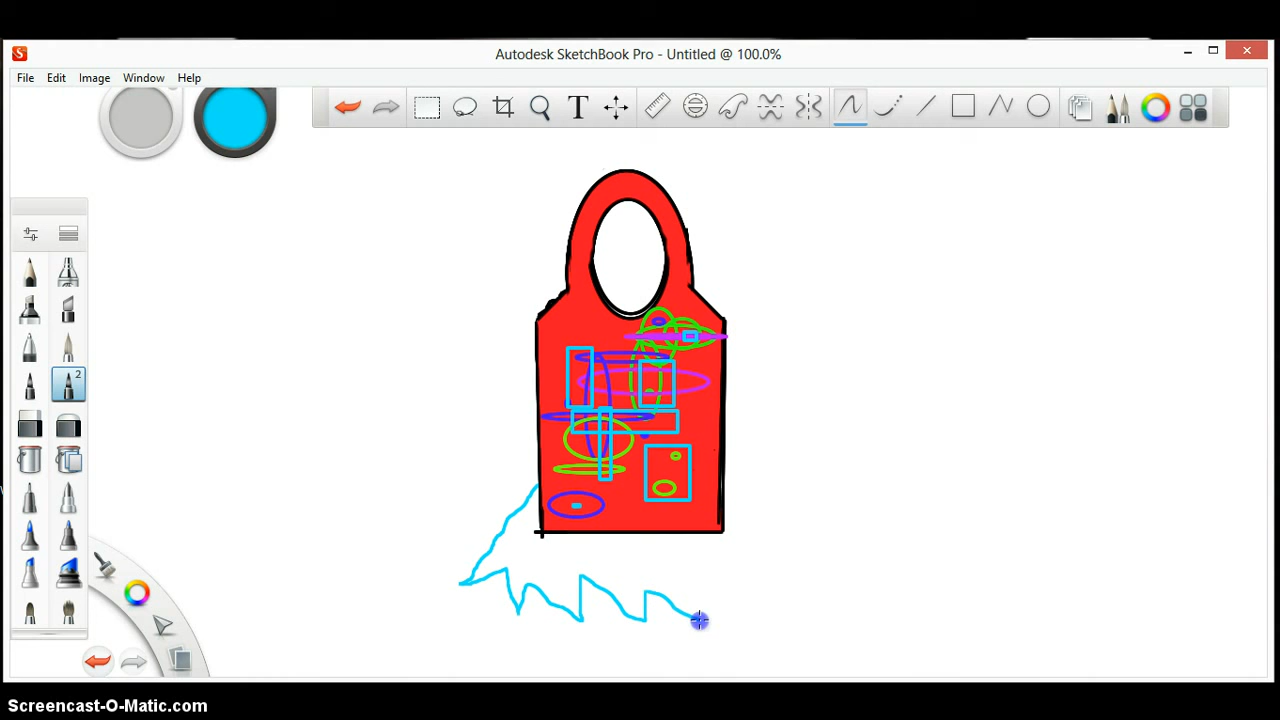 Autodesk SketchBook Pro - Untitled @ 100.0%
File Edit Image Window Help
T
2
Screencast-O-Matic.com